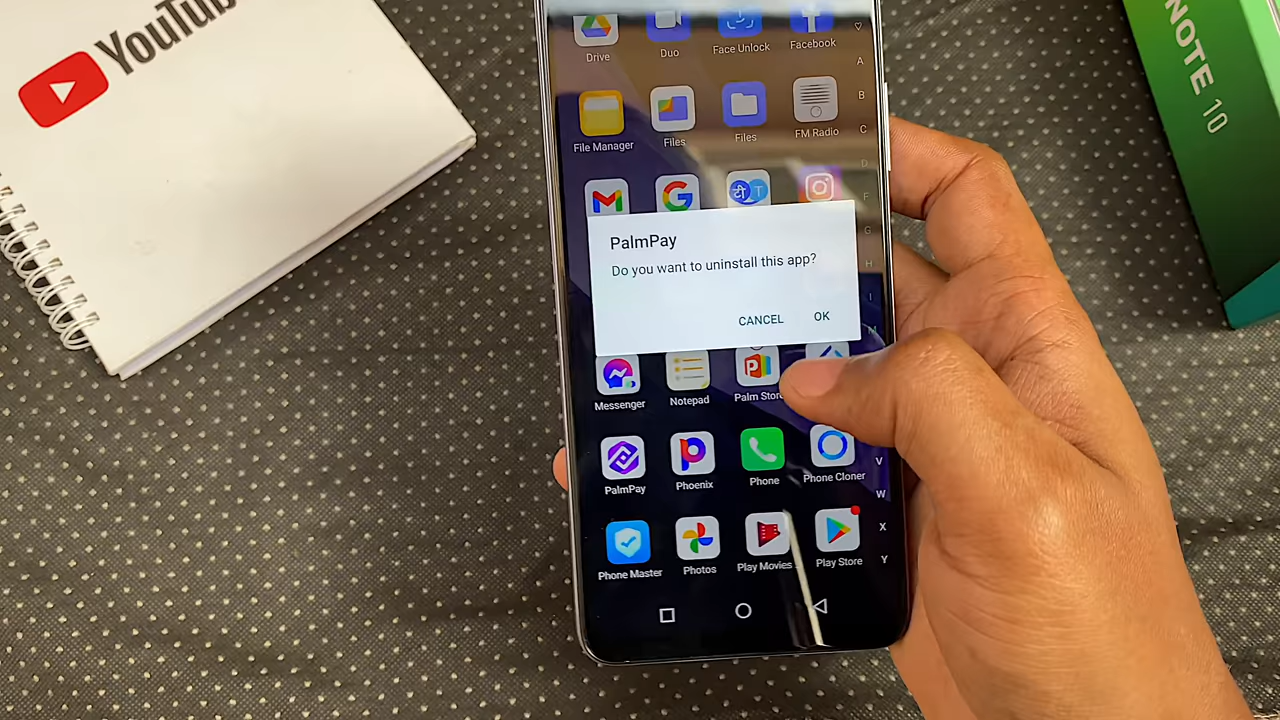 YouTube
NOTE 10
Drive
Duo
Face Unlock
Facebook
File Manager
Files
Files
FM Radio
PalmPay
Do you want to uninstall this app?
CANCEL
OK
Messenger
Notepad
Palm Store
PalmPay
Phoenix
Phone
Phone Cloner
Phone Master
Photos
Play Movies
Play Store
A
B
C
D
F
G
H
I
M
V
W
X
Y